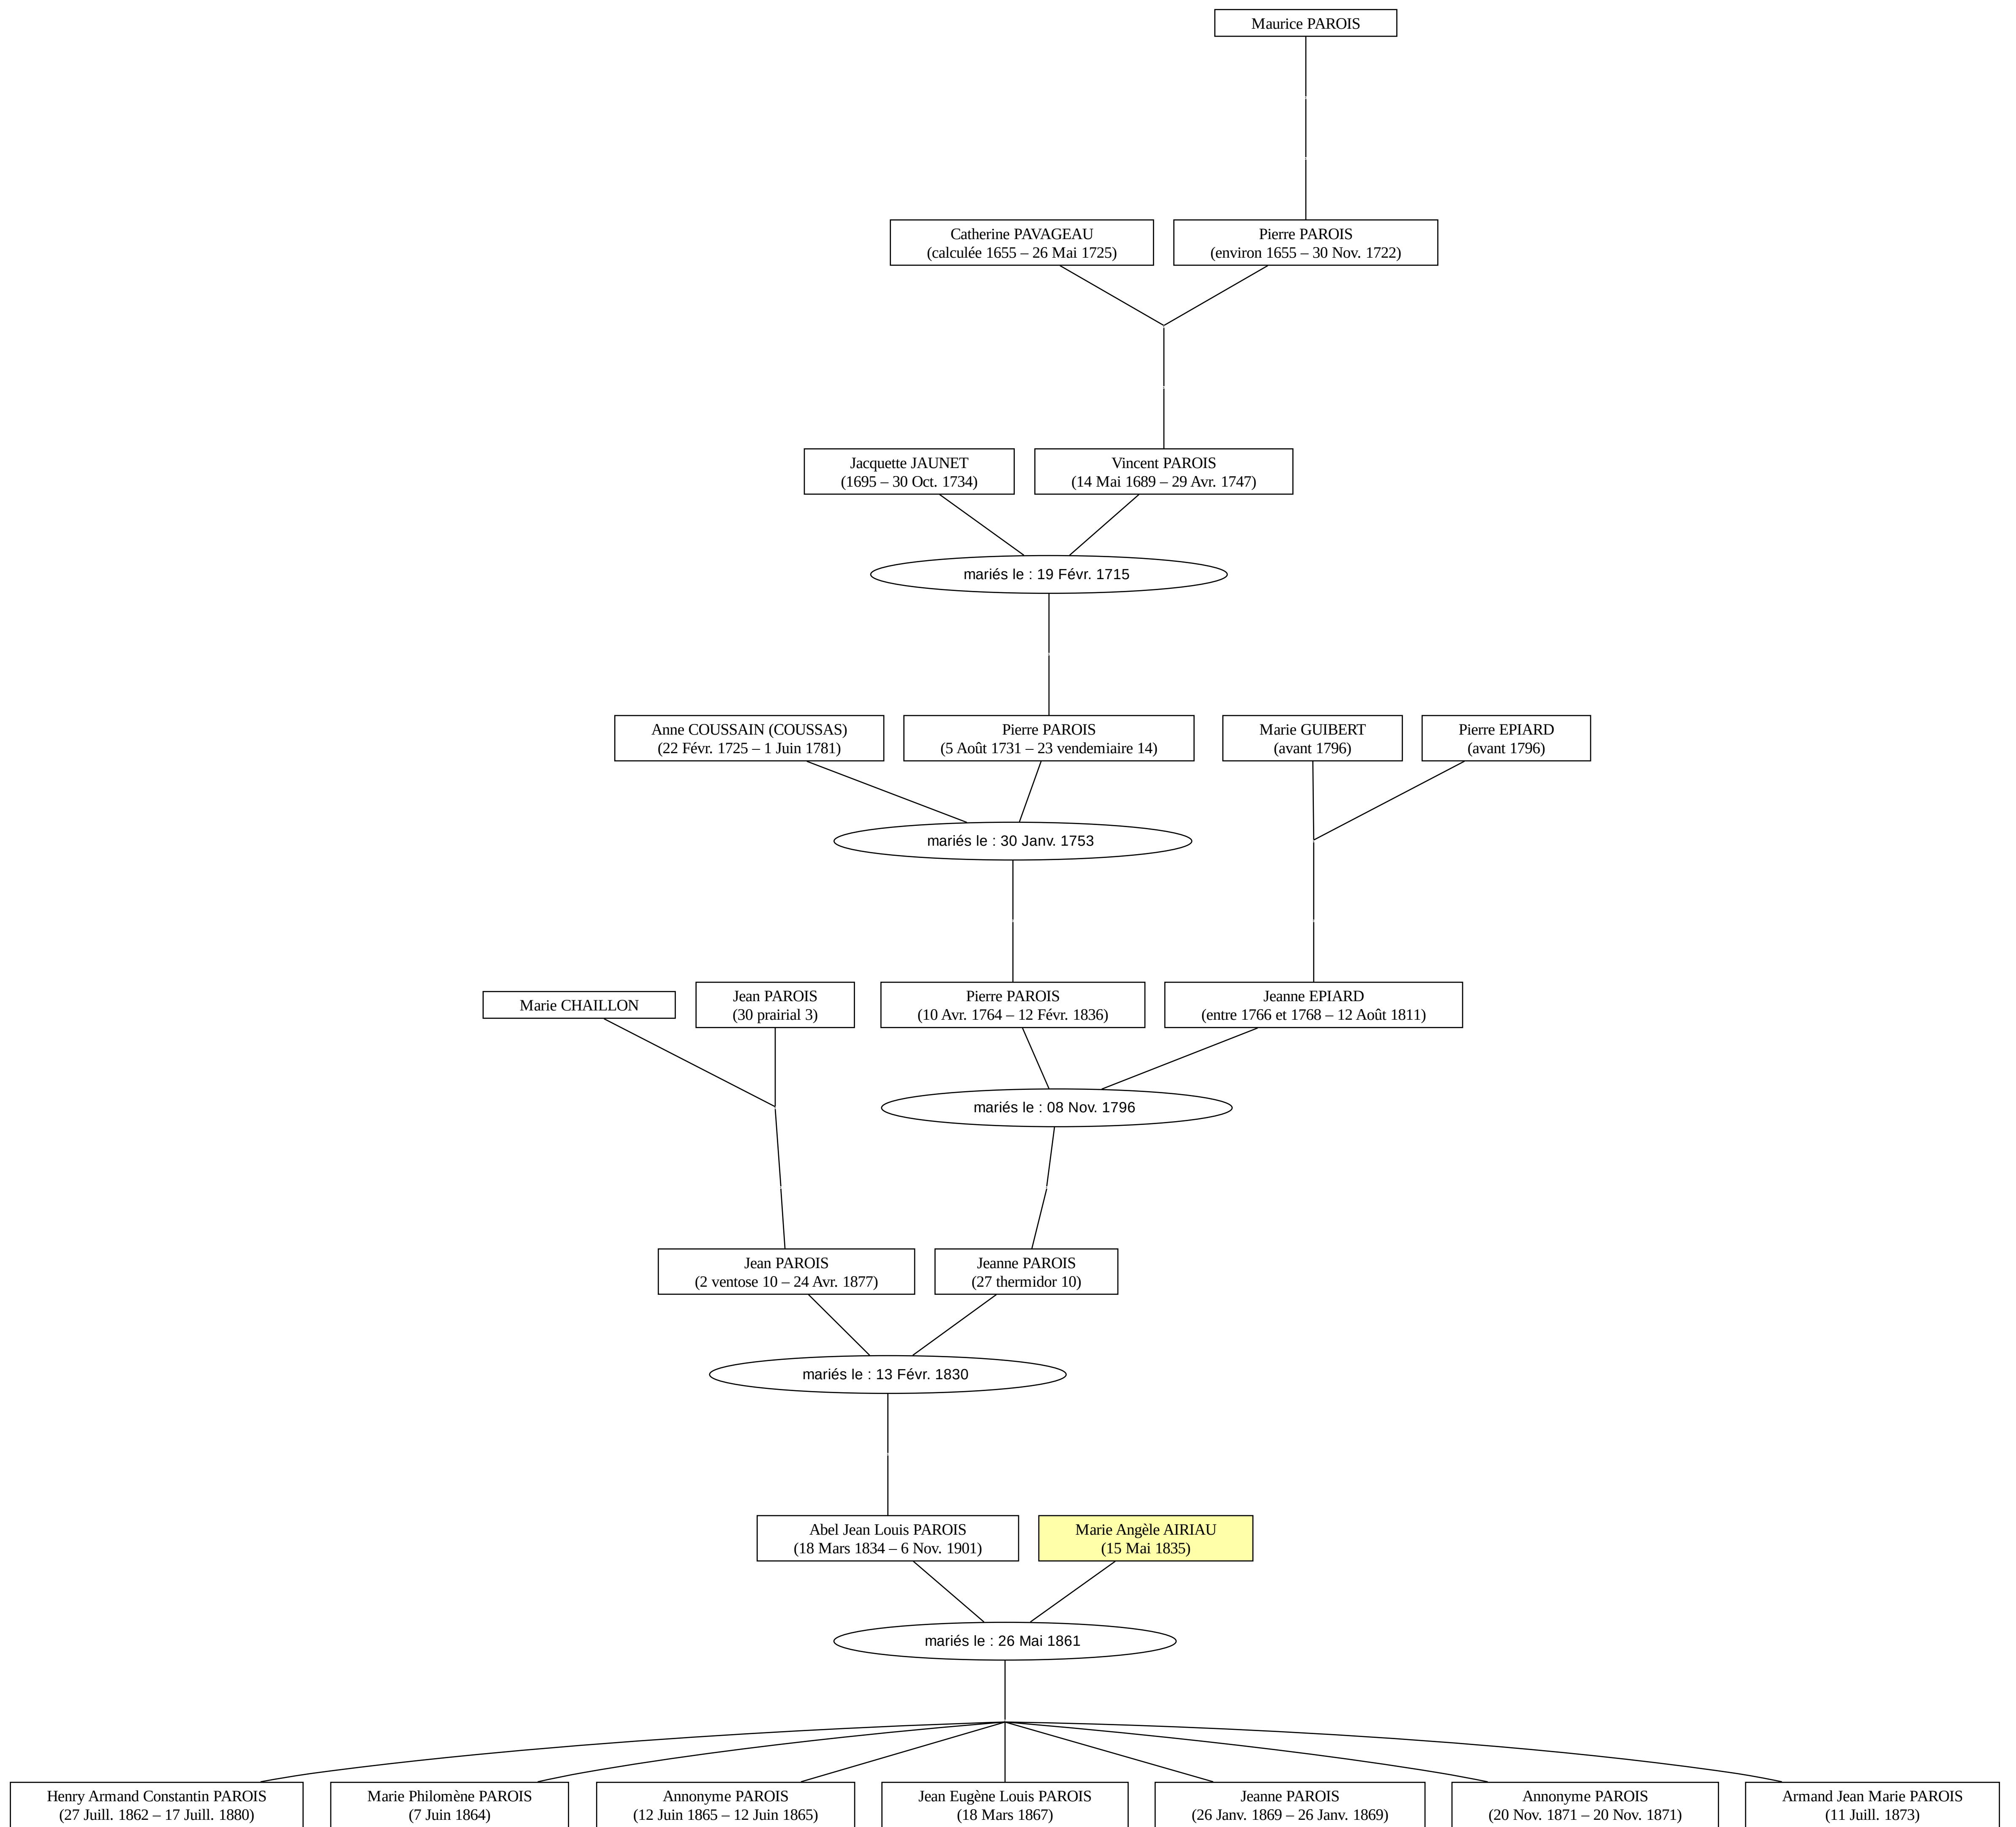 Maurice PAROIS
Catherine PAVAGEAU
(calculée 1655 – 26 Mai 1725)
Pierre PAROIS
(environ 1655 – 30 Nov. 1722)
Jacquette JAUNET
(1695 – 30 Oct. 1734)
Vincent PAROIS
(14 Mai 1689 – 29 Avr. 1747)
mariés le : 19 Févr. 1715
Anne COUSSAIN (COUSSAS)
(22 Févr. 1725 – 1 Juin 1781)
Pierre PAROIS
(5 Août 1731 – 23 vendemiaire 14)
Marie GUIBERT
(avant 1796)
Pierre EPIARD
(avant 1796)
mariés le : 30 Janv. 1753
Marie CHAILLON
Jean PAROIS
(30 prairial 3)
Pierre PAROIS
(10 Avr. 1764 – 12 Févr. 1836)
Jeanne EPIARD
(entre 1766 et 1768 – 12 Août 1811)
mariés le : 08 Nov. 1796
Jean PAROIS
(2 ventose 10 – 24 Avr. 1877)
Jeanne PAROIS
(27 thermidor 10)
mariés le : 13 Févr. 1830
Abel Jean Louis PAROIS
(18 Mars 1834 – 6 Nov. 1901)
Marie Angèle AIRIAU
(15 Mai 1835)
mariés le : 26 Mai 1861
Henry Armand Constantin PAROIS
(27 Juill. 1862 – 17 Juill. 1880)
Marie Philomène PAROIS
(7 Juin 1864)
Annonyme PAROIS
(12 Juin 1865 – 12 Juin 1865)
Jean Eugène Louis PAROIS
(18 Mars 1867)
Jeanne PAROIS
(26 Janv. 1869 – 26 Janv. 1869)
Annonyme PAROIS
(20 Nov. 1871 – 20 Nov. 1871)
Armand Jean Marie PAROIS
(11 Juill. 1873)